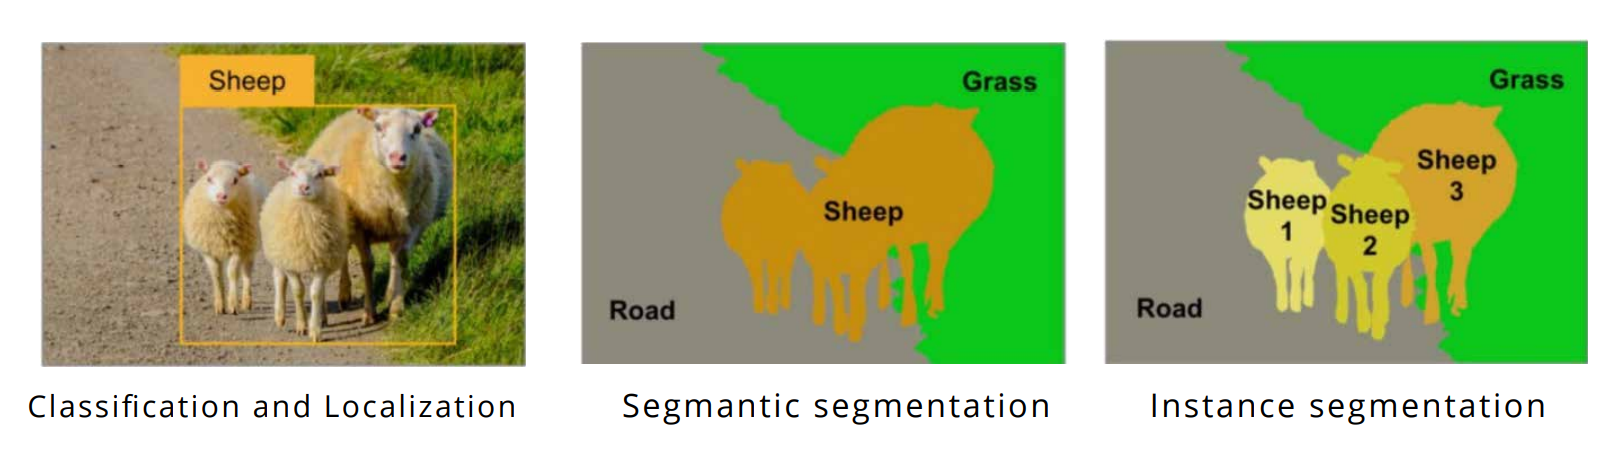 Sheep
Grass
Sheep
Road
Grass
Sheep
3
Sheep
1
Sheep
2
Road
Classification and Localization
Segmantic segmentation
Instance segmentation